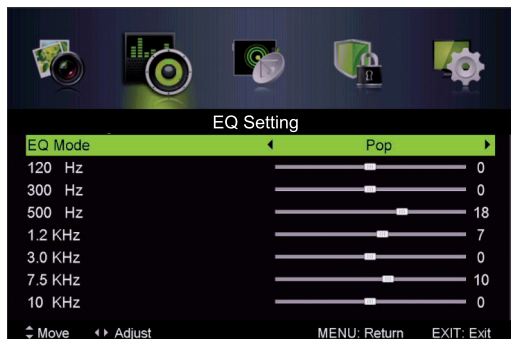 EQ Setting
EQ Mode Pop
120 Hz 0
300 Hz 0
500 Hz 18
1.2 KHz 7
3.0 KHz 0
7.5 KHz 10
10 KHz 0
Move Adjust MENU: Return EXIT: Exit